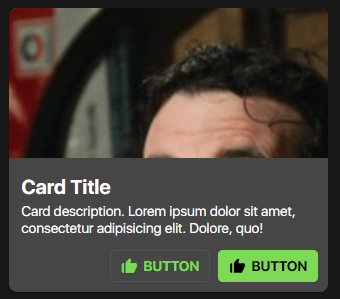 Card Title
Card description. Lorem ipsum dolor sit amet,
consectetur adipisicing elit. Dolore, quo!
BUTTON BUTTON